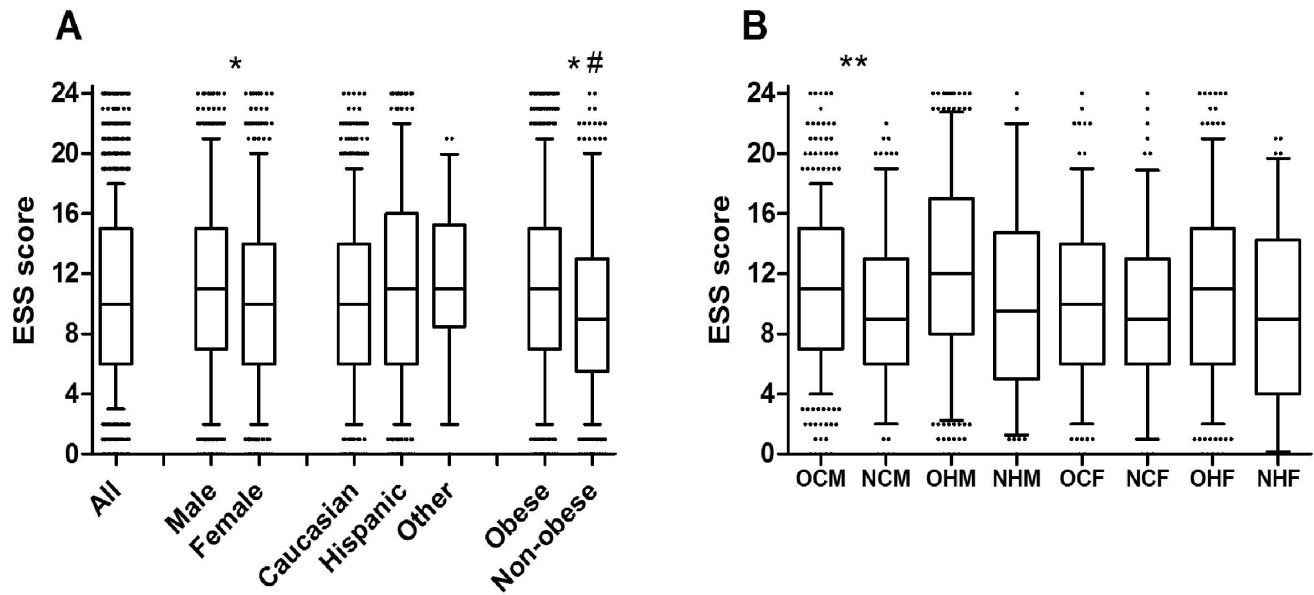 A
* * #
ESS score
24
20
16
12
8
4
0
All
Male
Female
Caucasian
Hispanic
Other
Obese
Non-obese
B
**
ESS score
24
20
16
12
8
4
0
OCM NCM OHM NHM OCF NCF OHF NHF